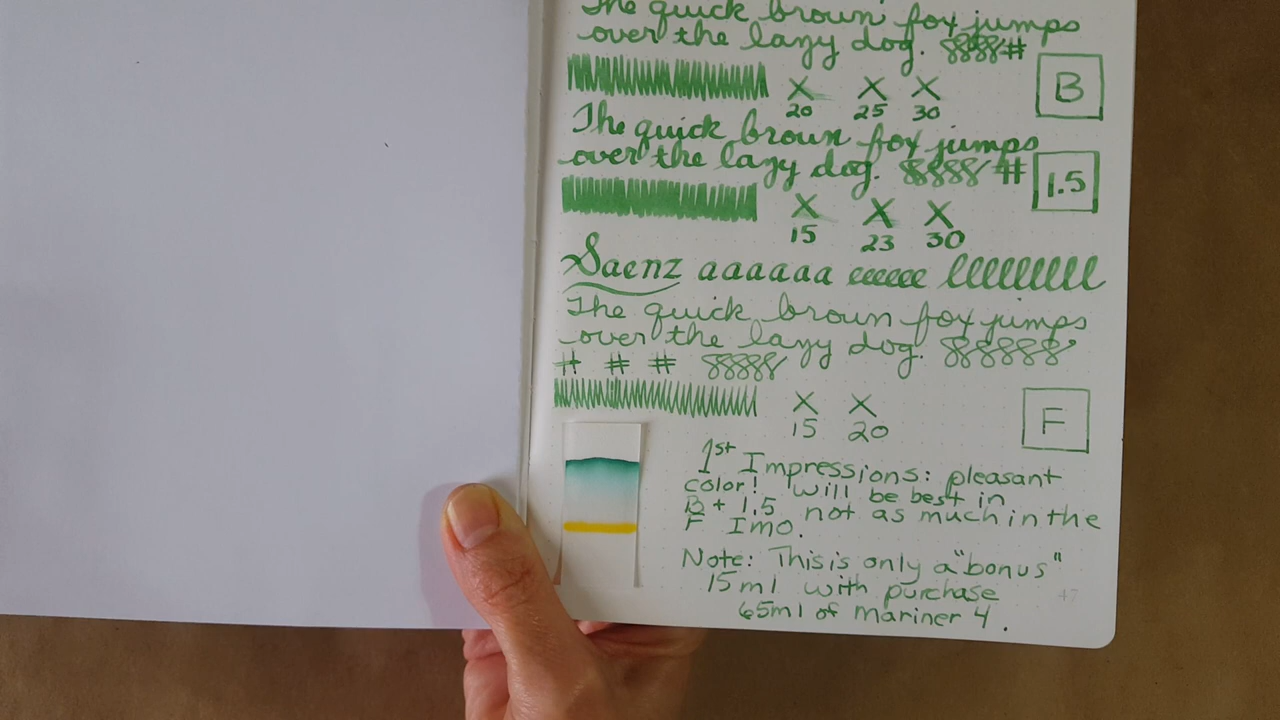 The quick brown fox jumps
over the lazy dog. 8888#
B
X X X
20 25 30
The quick brown fox jumps
over the lazy dog. 8888 #
1.5
X X X
15 23 30
Saenz aaaaaa eeeeee llllllllll
The quick brown fox jumps
over the lazy dog. 888888
# # # 88888
X X
15 20
F
1st Impressions: pleasant
color! will be best in
B + 1.5 not as much in the
F Imo.
Note: This is only a "bonus"
15ml with purchase
65ml of Mariner 4.
47